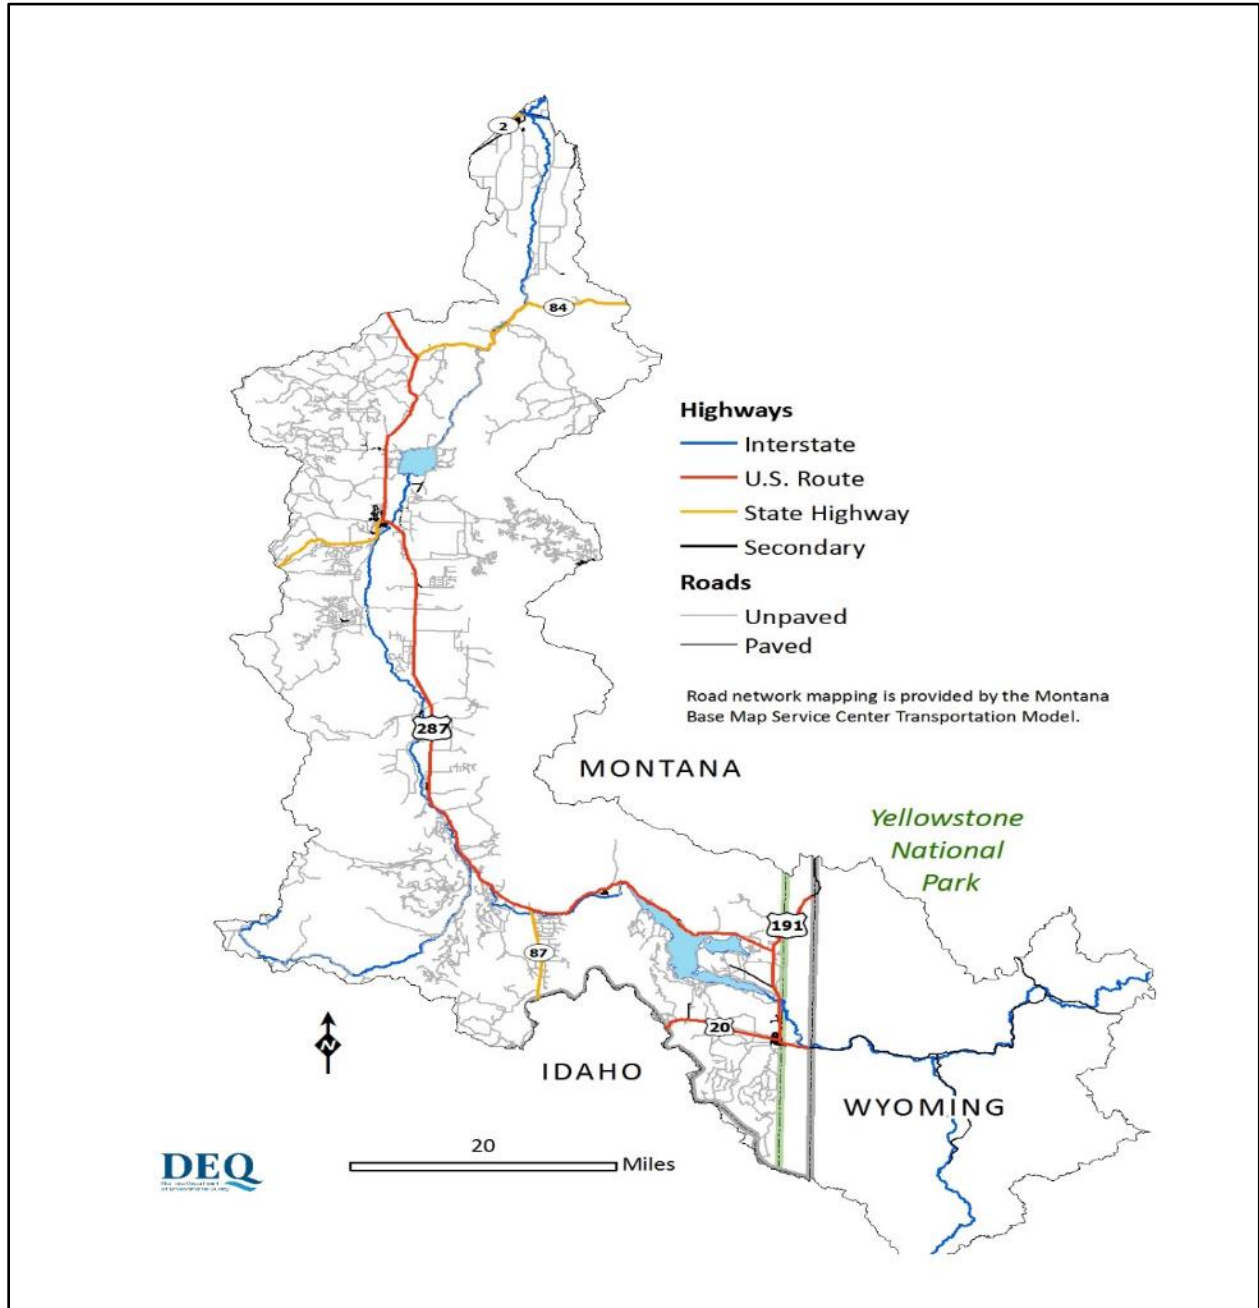 2
84
Highways
Interstate
U.S. Route
State Highway
Secondary
Roads
Unpaved
Paved
Road network mapping is provided by the Montana
Base Map Service Center Transportation Model.
287
MONTANA
Yellowstone
National
Park
191
87
20
N
IDAHO
WYOMING
20
Miles
DEQ